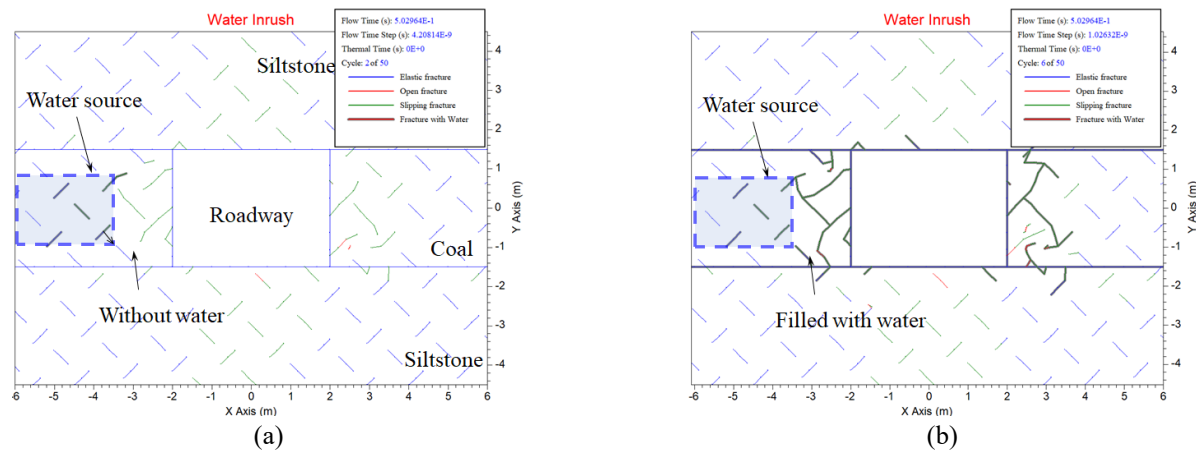 Water Inrush
Flow Time (s): 5.02964E-1
Flow Time Step (s): 4.20814E-9
Thermal Time (s): 0E+0
Cycle: 2 of 50
Elastic fracture
Open fracture
Slipping fracture
Fracture with Water
Siltstone
Water source
Roadway
Coal
Without water
Siltstone
4
3
2
1
0
-1
-2
-3
-4
Y Axis (m)
-6 -5 -4 -3 -2 -1 0 1 2 3 4 5 6
X Axis (m)
(a)
Water Inrush
Flow Time (s): 5.02964E-1
Flow Time Step (s): 1.02632E-9
Thermal Time (s): 0E+0
Cycle: 6 of 50
Elastic fracture
Open fracture
Slipping fracture
Fracture with Water
Water source
Filled with water
4
3
2
1
0
-1
-2
-3
-4
Y Axis (m)
-6 -5 -4 -3 -2 -1 0 1 2 3 4 5 6
X Axis (m)
(b)